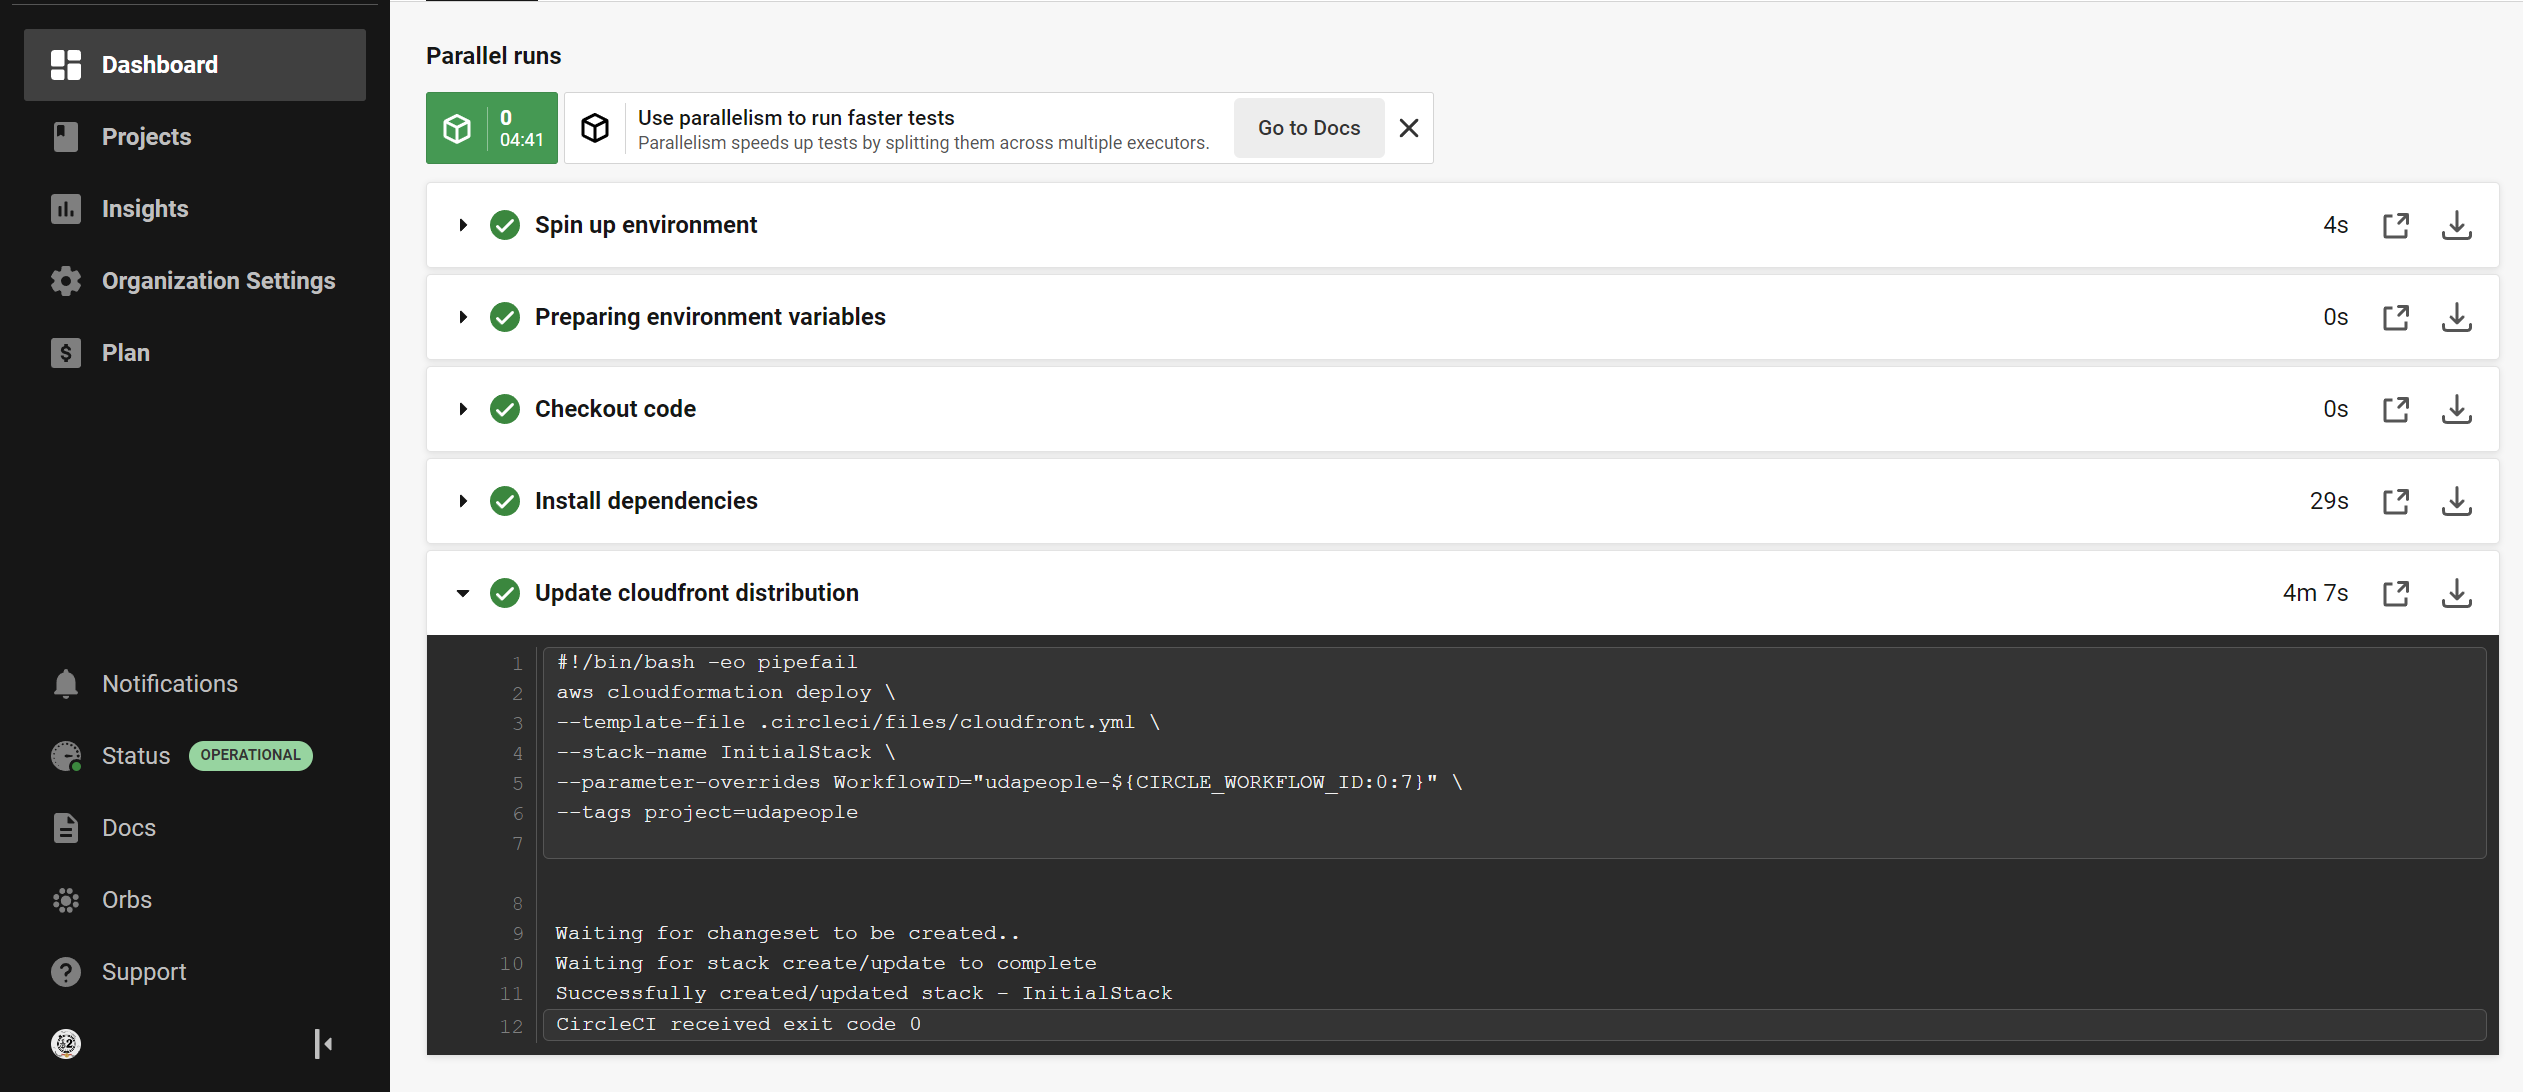 Dashboard
Projects
Insights
Organization Settings
Plan
Notifications
Status OPERATIONAL
Docs
Orbs
Support
Parallel runs
0
04:41
Use parallelism to run faster tests
Parallelism speeds up tests by splitting them across multiple executors.
Go to Docs
Spin up environment 4s
Preparing environment variables 0s
Checkout code 0s
Install dependencies 29s
Update cloudfront distribution 4m 7s
1 #!/bin/bash -eo pipefail
2 aws cloudformation deploy \
3 --template-file .circleci/files/cloudfront.yml \
4 --stack-name InitialStack \
5 --parameter-overrides WorkflowID="udapeople-${CIRCLE_WORKFLOW_ID:0:7}" \
6 --tags project=udapeople
7
8
9 Waiting for changeset to be created..
10 Waiting for stack create/update to complete
11 Successfully created/updated stack - InitialStack
12 CircleCI received exit code 0